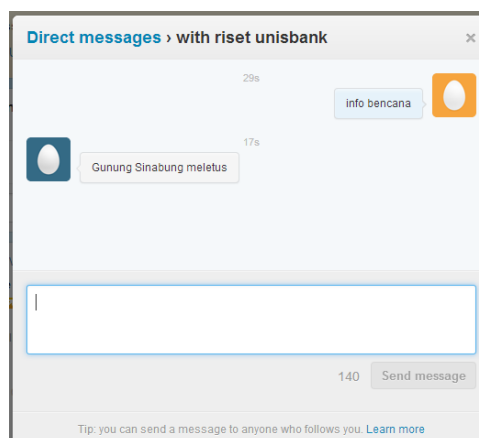 Direct messages › with riset unisbank ×
29s
info bencana
17s
Gunung Sinabung meletus
140 Send message
Tip: you can send a message to anyone who follows you. Learn more